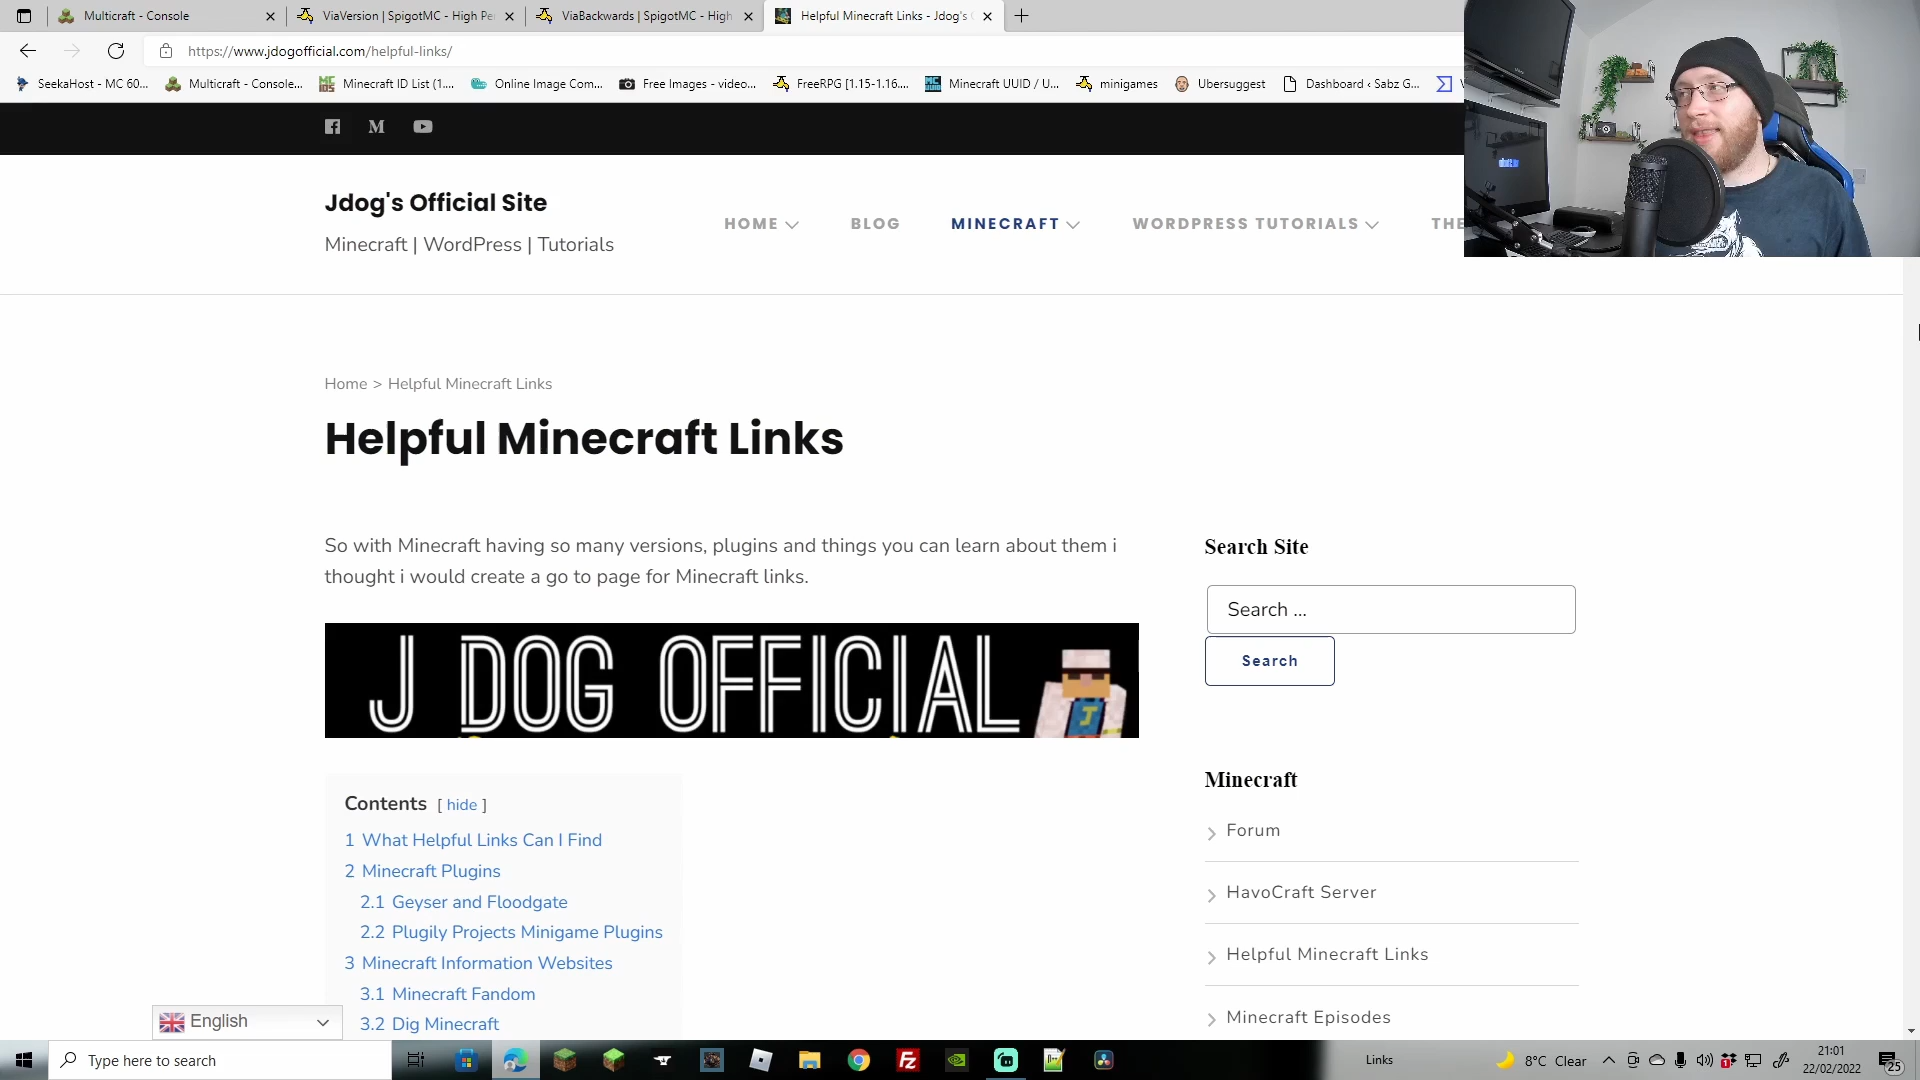 Multicraft - Console
ViaVersion | SpigotMC - High Pe
ViaBackwards | SpigotMC - High
Helpful Minecraft Links - Jdog's
https://www.jdogofficial.com/helpful-links/
SeekaHost - MC 60...
Multicraft - Console...
Minecraft ID List (1....
Online Image Com...
Free Images - video...
FreeRPG [1.15-1.16....
Minecraft UUID / U...
minigames
Ubersuggest
Dashboard ‹ Sabz G...
Jdog's Official Site
Minecraft | WordPress | Tutorials
HOME
BLOG
MINECRAFT
WORDPRESS TUTORIALS
THE
Home > Helpful Minecraft Links
Helpful Minecraft Links
So with Minecraft having so many versions, plugins and things you can learn about them i
thought i would create a go to page for Minecraft links.
J DOG OFFICIAL
J
Contents [ hide ]
1 What Helpful Links Can I Find
2 Minecraft Plugins
2.1 Geyser and Floodgate
2.2 Plugily Projects Minigame Plugins
3 Minecraft Information Websites
3.1 Minecraft Fandom
3.2 Dig Minecraft
Search Site
Search ...
Search
Minecraft
Forum
HavoCraft Server
Helpful Minecraft Links
Minecraft Episodes
English
Type here to search
Links
8°C Clear
21:01
22/02/2022
25